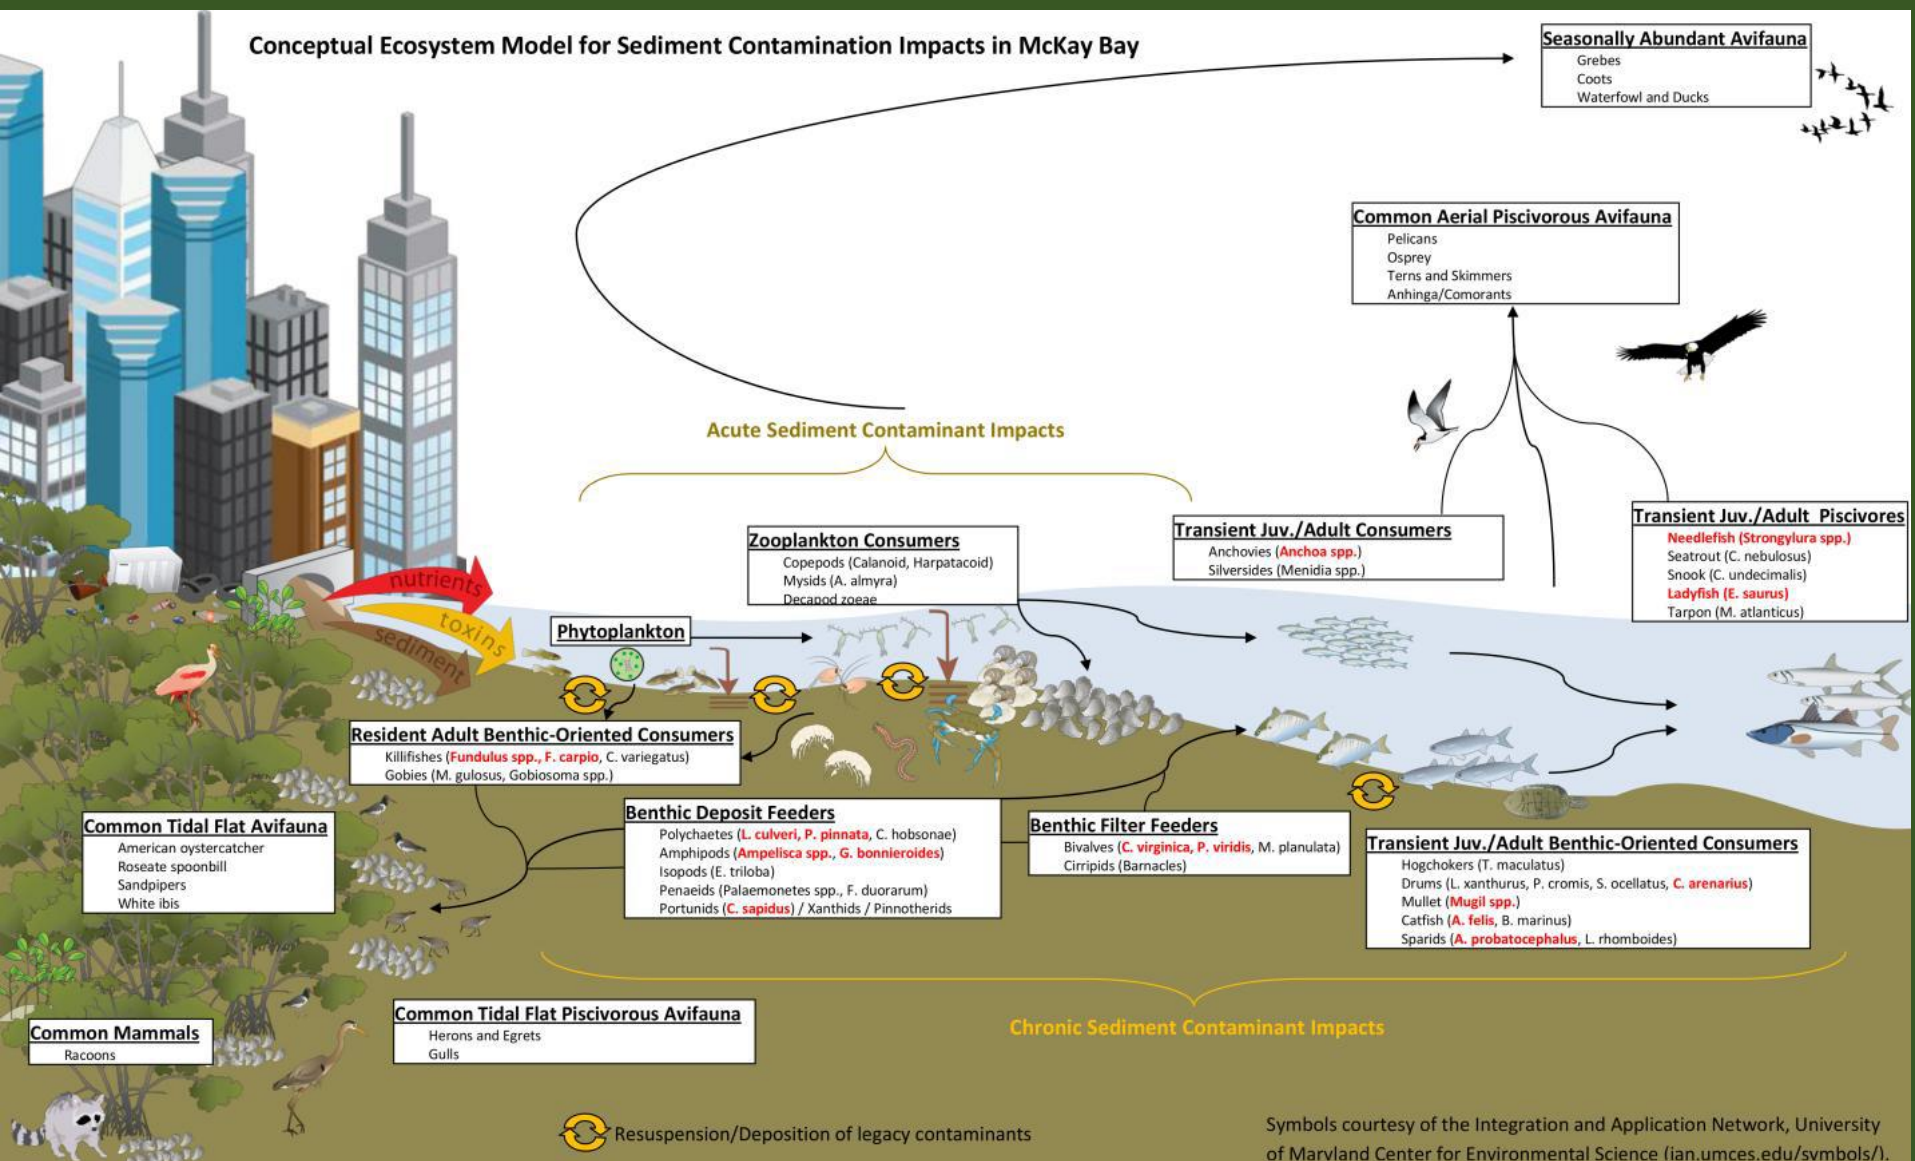 Conceptual Ecosystem Model for Sediment Contamination Impacts in McKay Bay
Seasonally Abundant Avifauna
Grebes
Coots
Waterfowl and Ducks
Common Aerial Piscivorous Avifauna
Pelicans
Osprey
Terns and Skimmers
Anhinga/Comorants
Acute Sediment Contaminant Impacts
Zooplankton Consumers
Copepods (Calanoid, Harpatacoid)
Mysids (A. almyra)
Decapod zoeae
Transient Juv./Adult Consumers
Anchovies (Anchoa spp.)
Silversides (Menidia spp.)
Transient Juv./Adult  Piscivores
Needlefish (Strongylura spp.)
Seatrout (C. nebulosus)
Snook (C. undecimalis)
Ladyfish (E. saurus)
Tarpon (M. atlanticus)
nutrients
toxins
sediment
Phytoplankton
Resident Adult Benthic-Oriented Consumers
Killifishes (Fundulus spp., F. carpio, C. variegatus)
Gobies (M. gulosus, Gobiosoma spp.)
Common Tidal Flat Avifauna
American oystercatcher
Roseate spoonbill
Sandpipers
White ibis
Benthic Deposit Feeders
Polychaetes (L. culveri, P. pinnata, C. hobsonae)
Amphipods (Ampelisca spp., G. bonnieroides)
Isopods (E. triloba)
Penaeids (Palaemonetes spp., F. duorarum)
Portunids (C. sapidus) / Xanthids / Pinnotherids
Benthic Filter Feeders
Bivalves (C. virginica, P. viridis, M. planulata)
Cirripids (Barnacles)
Transient Juv./Adult Benthic-Oriented Consumers
Hogchokers (T. maculatus)
Drums (L. xanthurus, P. cromis, S. ocellatus, C. arenarius)
Mullet (Mugil spp.)
Catfish (A. felis, B. marinus)
Sparids (A. probatocephalus, L. rhomboides)
Common Mammals
Racoons
Common Tidal Flat Piscivorous Avifauna
Herons and Egrets
Gulls
Chronic Sediment Contaminant Impacts
Resuspension/Deposition of legacy contaminants
Symbols courtesy of the Integration and Application Network, University
of Maryland Center for Environmental Science (ian.umces.edu/symbols/).